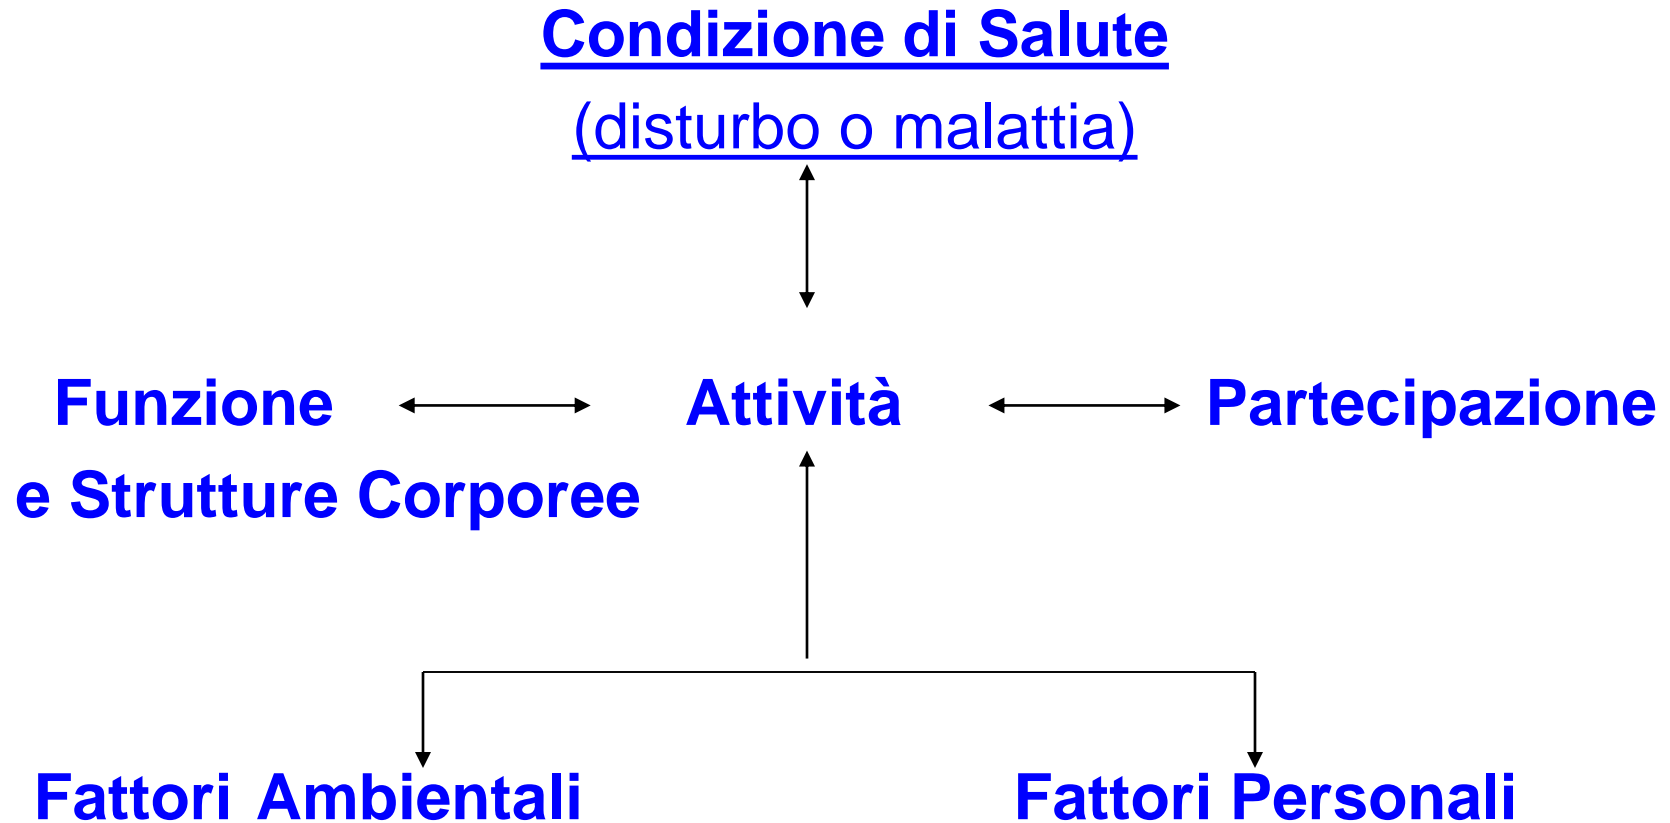 Condizione di Salute
(disturbo o malattia)
Funzione Attività Partecipazione
e Strutture Corporee
Fattori Ambientali Fattori Personali